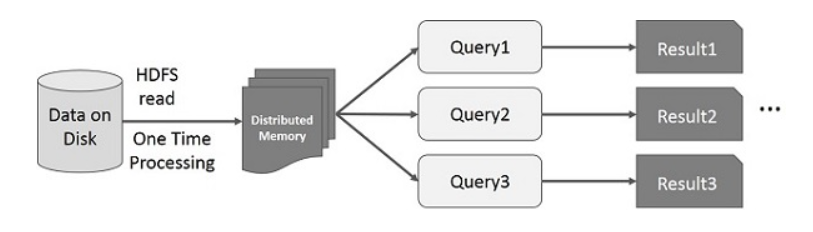 Data on
Disk
HDFS
read
One Time
Processing
Distributed
Memory
Query1
Result1
Query2
Result2
...
Query3
Result3